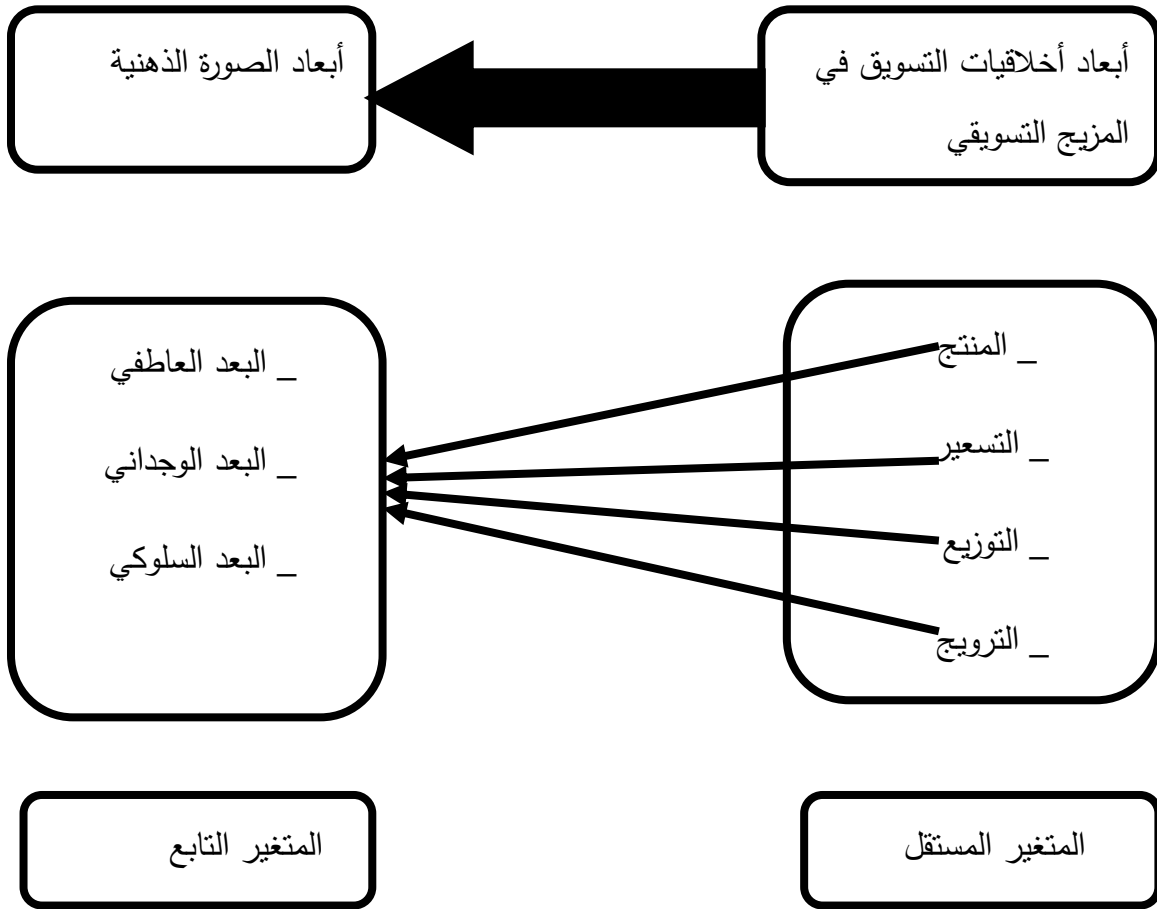 أبعاد أخلاقيات التسويق في
المزيج التسويقي
أبعاد الصورة الذهنية
_ المنتج
_ التسعير
_ التوزيع
_ الترويج
_ البعد العاطفي
_ البعد الوجداني
_ البعد السلوكي
المتغير المستقل
المتغير التابع